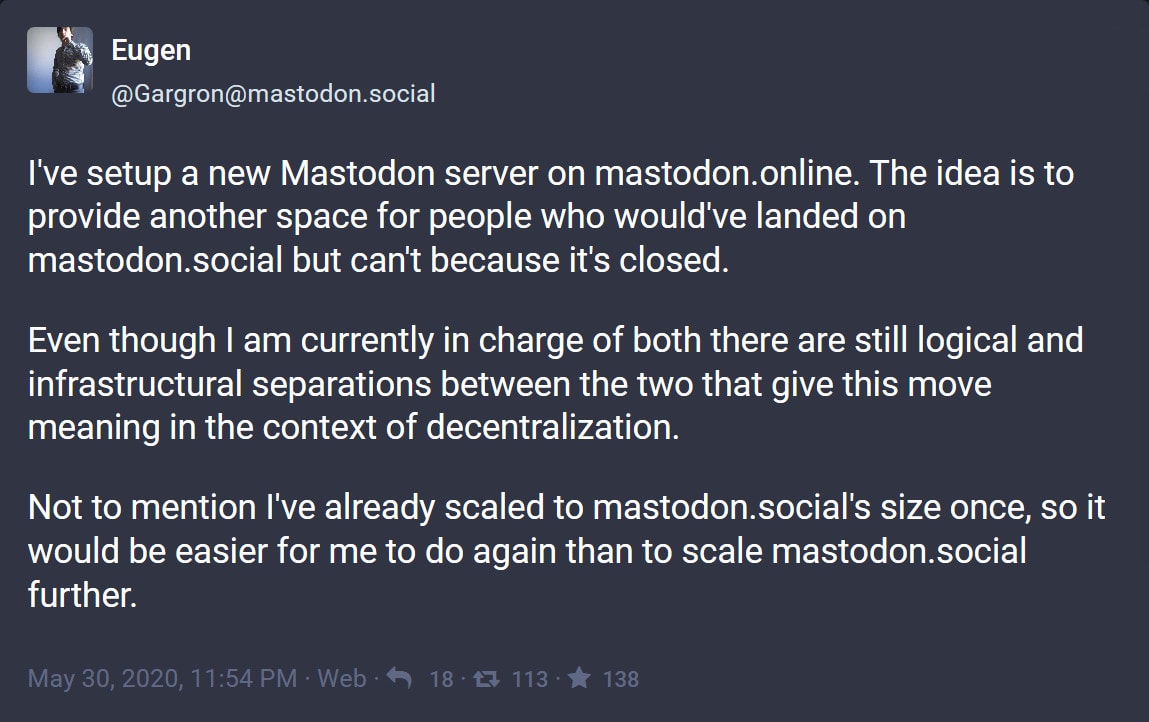 Eugen
@Gargron@mastodon.social
I've setup a new Mastodon server on mastodon.online. The idea is to
provide another space for people who would've landed on
mastodon.social but can't because it's closed.
Even though I am currently in charge of both there are still logical and
infrastructural separations between the two that give this move
meaning in the context of decentralization.
Not to mention I've already scaled to mastodon.social's size once, so it
would be easier for me to do again than to scale mastodon.social
further.
May 30, 2020, 11:54 PM · Web · 18 · 113 · 138